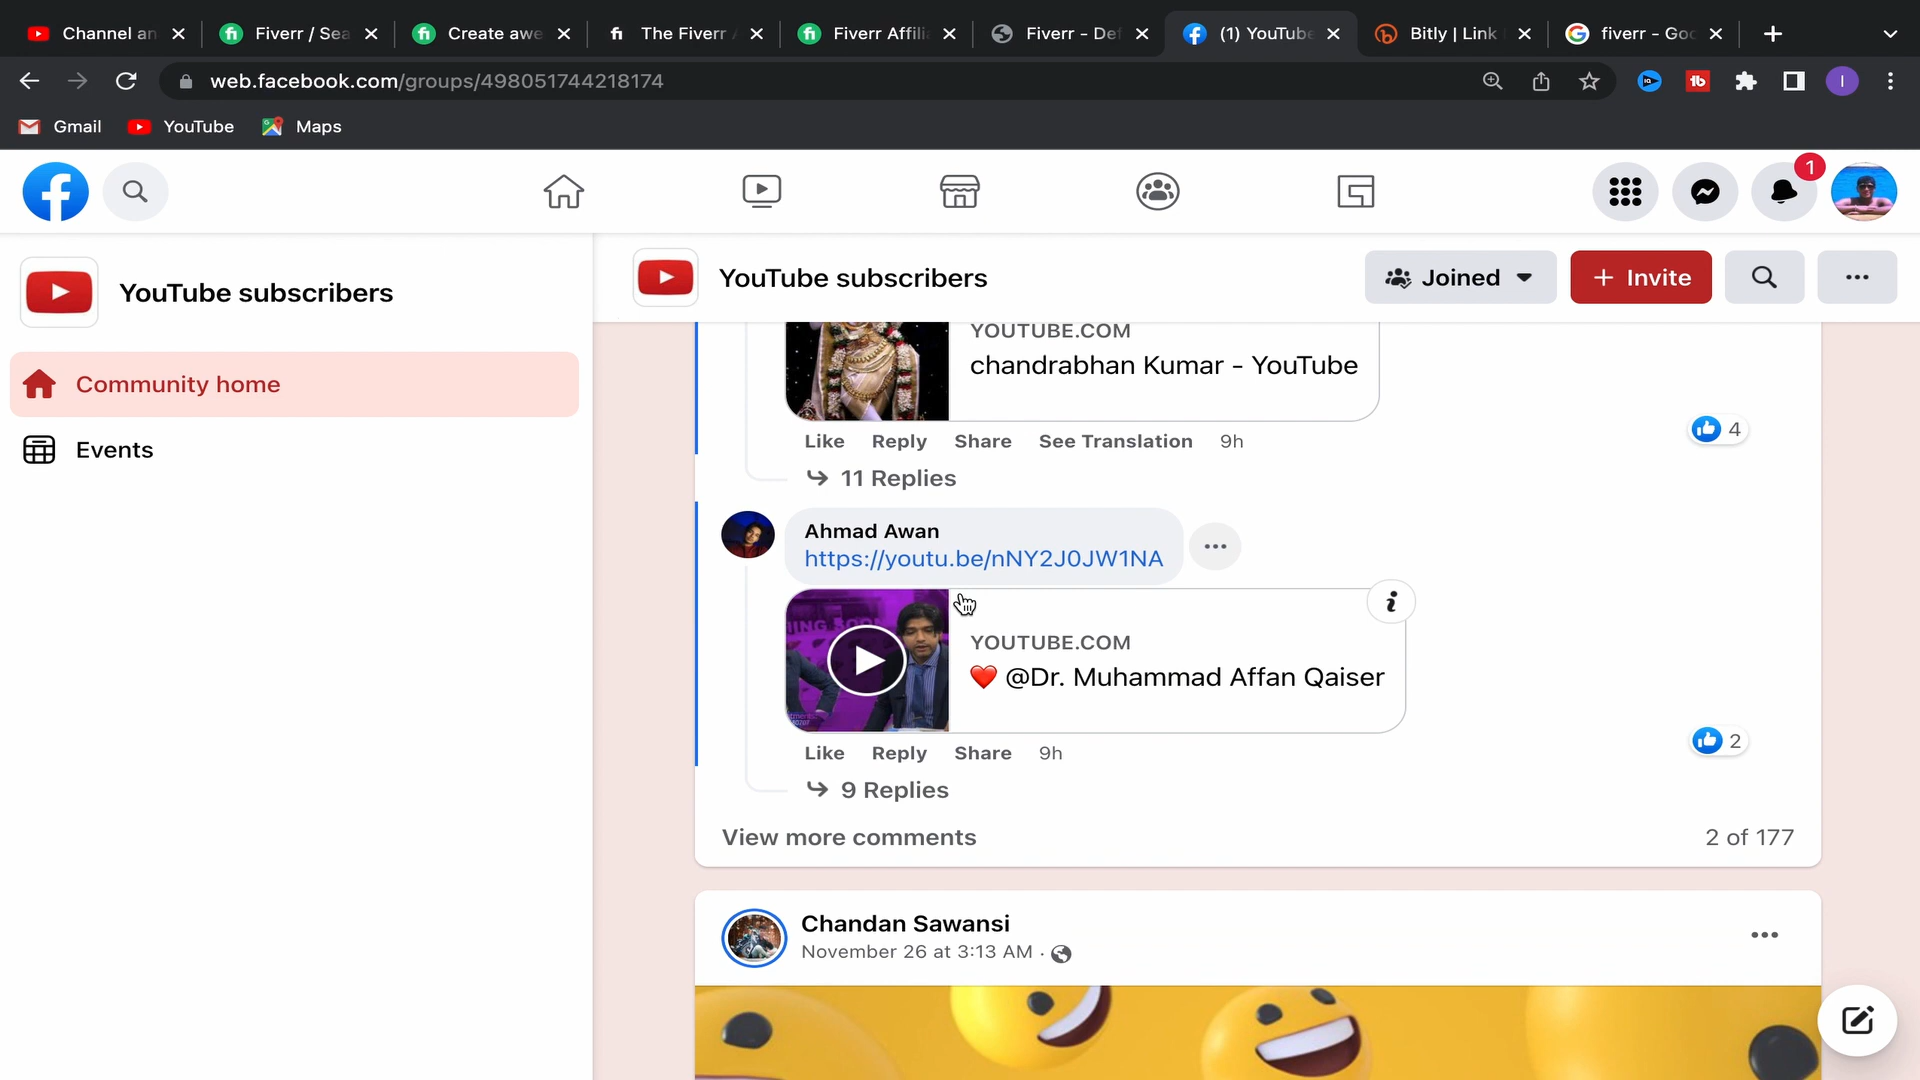 Channel an
Fiverr / Sea
Create awe
The Fiverr A
Fiverr Affilia
Fiverr - Def
(1) YouTube
Bitly | Link
fiverr - Goo
web.facebook.com/groups/498051744218174
Gmail
YouTube
Maps
1
YouTube subscribers
YouTube subscribers
Joined
+ Invite
Community home
Events
YOUTUBE.COM
chandrabhan Kumar - YouTube
Like Reply Share See Translation 9h
4
11 Replies
Ahmad Awan
https://youtu.be/nNY2J0JW1NA
YOUTUBE.COM
❤️ @Dr. Muhammad Affan Qaiser
Like Reply Share 9h
2
9 Replies
View more comments
2 of 177
Chandan Sawansi
November 26 at 3:13 AM ·